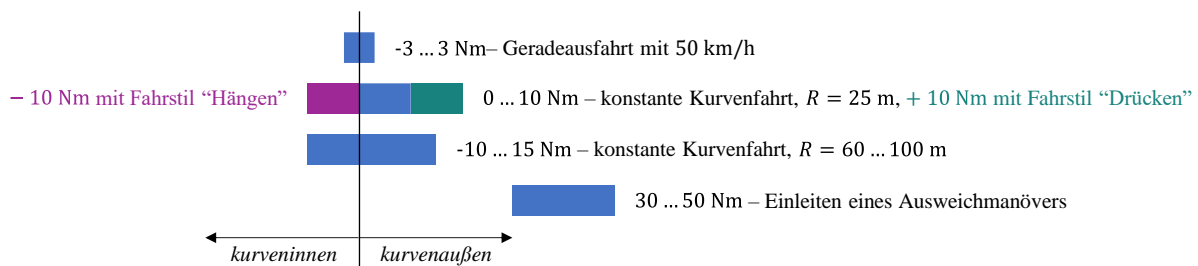 -3 … 3 Nm– Geradeausfahrt mit 50 km/h
− 10 Nm mit Fahrstil “Hängen” 0 … 10 Nm – konstante Kurvenfahrt, R = 25 m, + 10 Nm mit Fahrstil “Drücken”
-10 … 15 Nm – konstante Kurvenfahrt, R = 60 … 100 m
30 … 50 Nm – Einleiten eines Ausweichmanövers
kurveninnen kurvenaußen